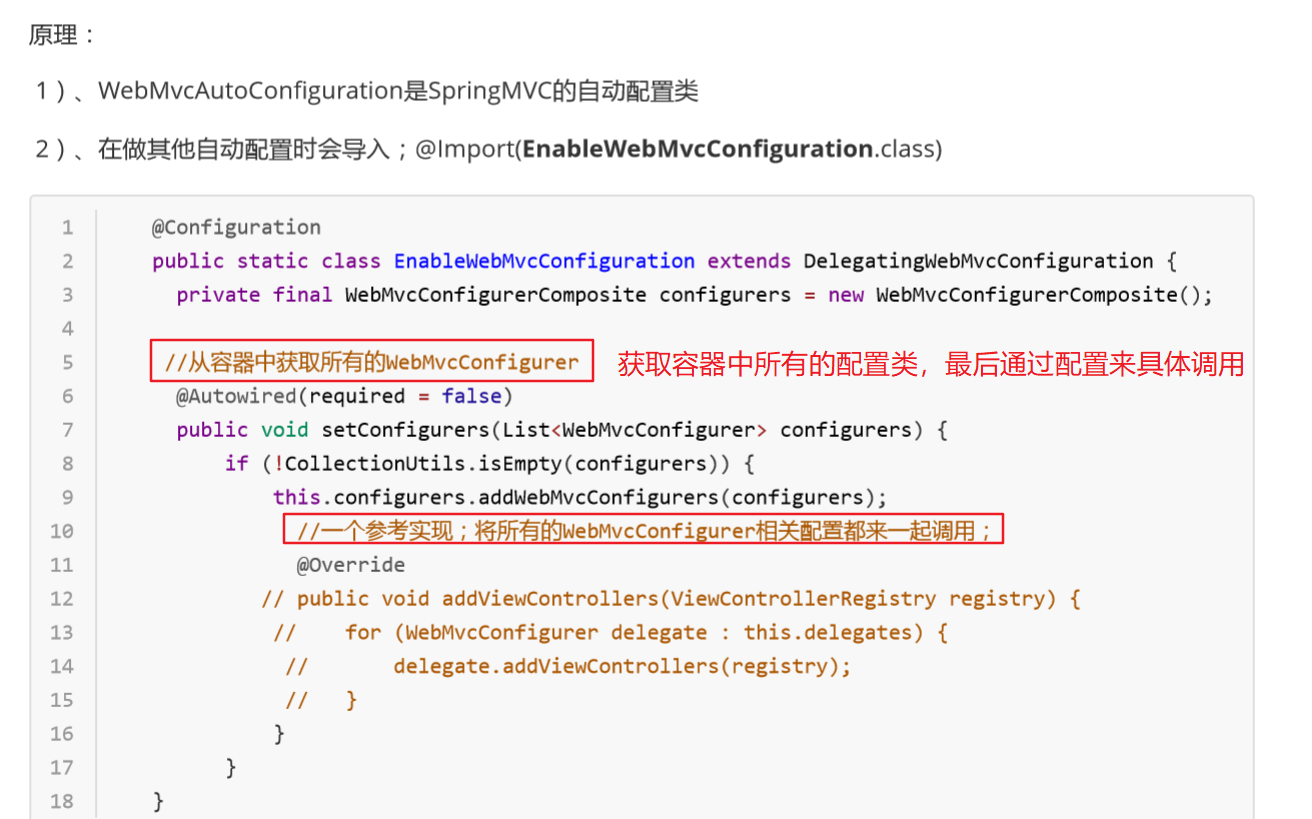 原理：
1）、WebMvcAutoConfiguration是SpringMVC的自动配置类
2）、在做其他自动配置时会导入；@Import(EnableWebMvcConfiguration.class)
1 @Configuration
2 public static class EnableWebMvcConfiguration extends DelegatingWebMvcConfiguration {
3 private final WebMvcConfigurerComposite configurers = new WebMvcConfigurerComposite();
4
5 //从容器中获取所有的WebMvcConfigurer 获取容器中所有的配置类，最后通过配置来具体调用
6 @Autowired(required = false)
7 public void setConfigurers(List<WebMvcConfigurer> configurers) {
8 if (!CollectionUtils.isEmpty(configurers)) {
9 this.configurers.addWebMvcConfigurers(configurers);
10 //一个参考实现；将所有的WebMvcConfigurer相关配置都来一起调用；
11 @Override
12 // public void addViewControllers(ViewControllerRegistry registry) {
13 // for (WebMvcConfigurer delegate : this.delegates) {
14 // delegate.addViewControllers(registry);
15 // }
16 }
17 }
18 }